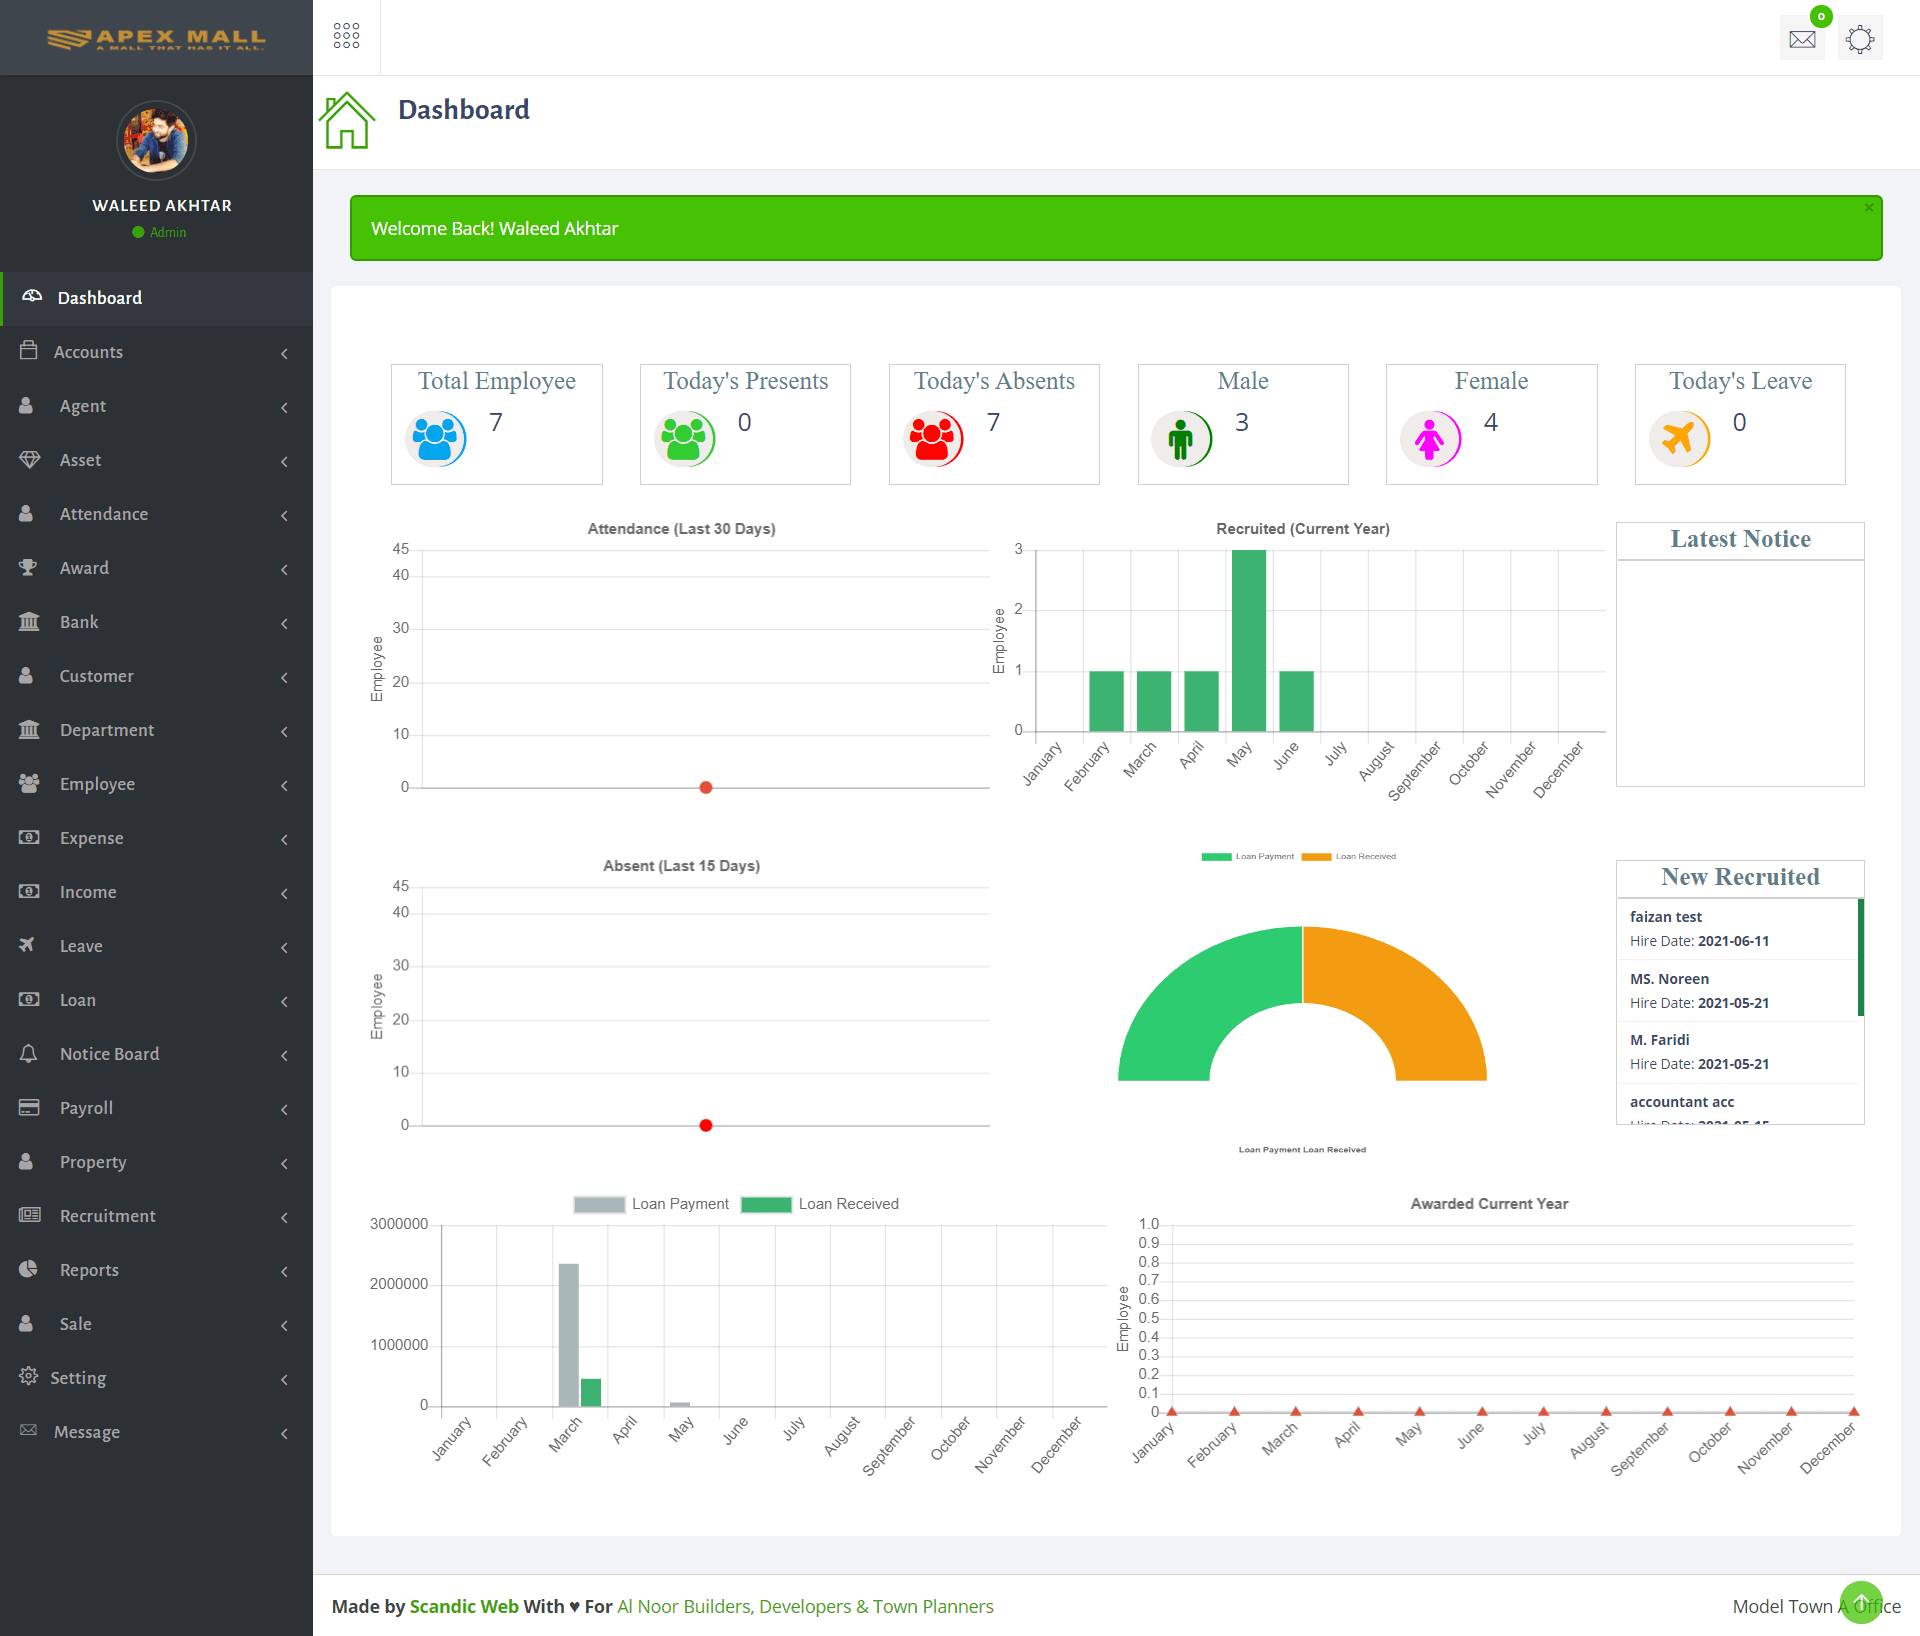 APEX MALL
A MALL THAT HAS IT ALL.
0
Dashboard
WALEED AKHTAR
Admin
Welcome Back! Waleed Akhtar
×
Dashboard
Accounts
Agent
Asset
Attendance
Award
Bank
Customer
Department
Employee
Expense
Income
Leave
Loan
Notice Board
Payroll
Property
Recruitment
Reports
Sale
Setting
Message
Total Employee
7
Today's Presents
0
Today's Absents
7
Male
3
Female
4
Today's Leave
0
Attendance (Last 30 Days)
Employee
45
40
30
20
10
0
Recruited (Current Year)
Employee
3
2
1
0
January
February
March
April
May
June
July
August
September
October
November
December
Latest Notice
Absent (Last 15 Days)
Employee
45
40
30
20
10
0
Loan Payment
Loan Received
Loan Payment Loan Received
New Recruited
faizan test
Hire Date: 2021-06-11
MS. Noreen
Hire Date: 2021-05-21
M. Faridi
Hire Date: 2021-05-21
accountant acc
Hire Date: 2021-05-15
Loan Payment
Loan Received
3000000
2000000
1000000
0
January
February
March
April
May
June
July
August
September
October
November
December
Awarded Current Year
Employee
1.0
0.9
0.8
0.7
0.6
0.5
0.4
0.3
0.2
0.1
0
January
February
March
April
May
June
July
August
September
October
November
December
Made by Scandic Web With ♥ For Al Noor Builders, Developers & Town Planners
Model Town A Office